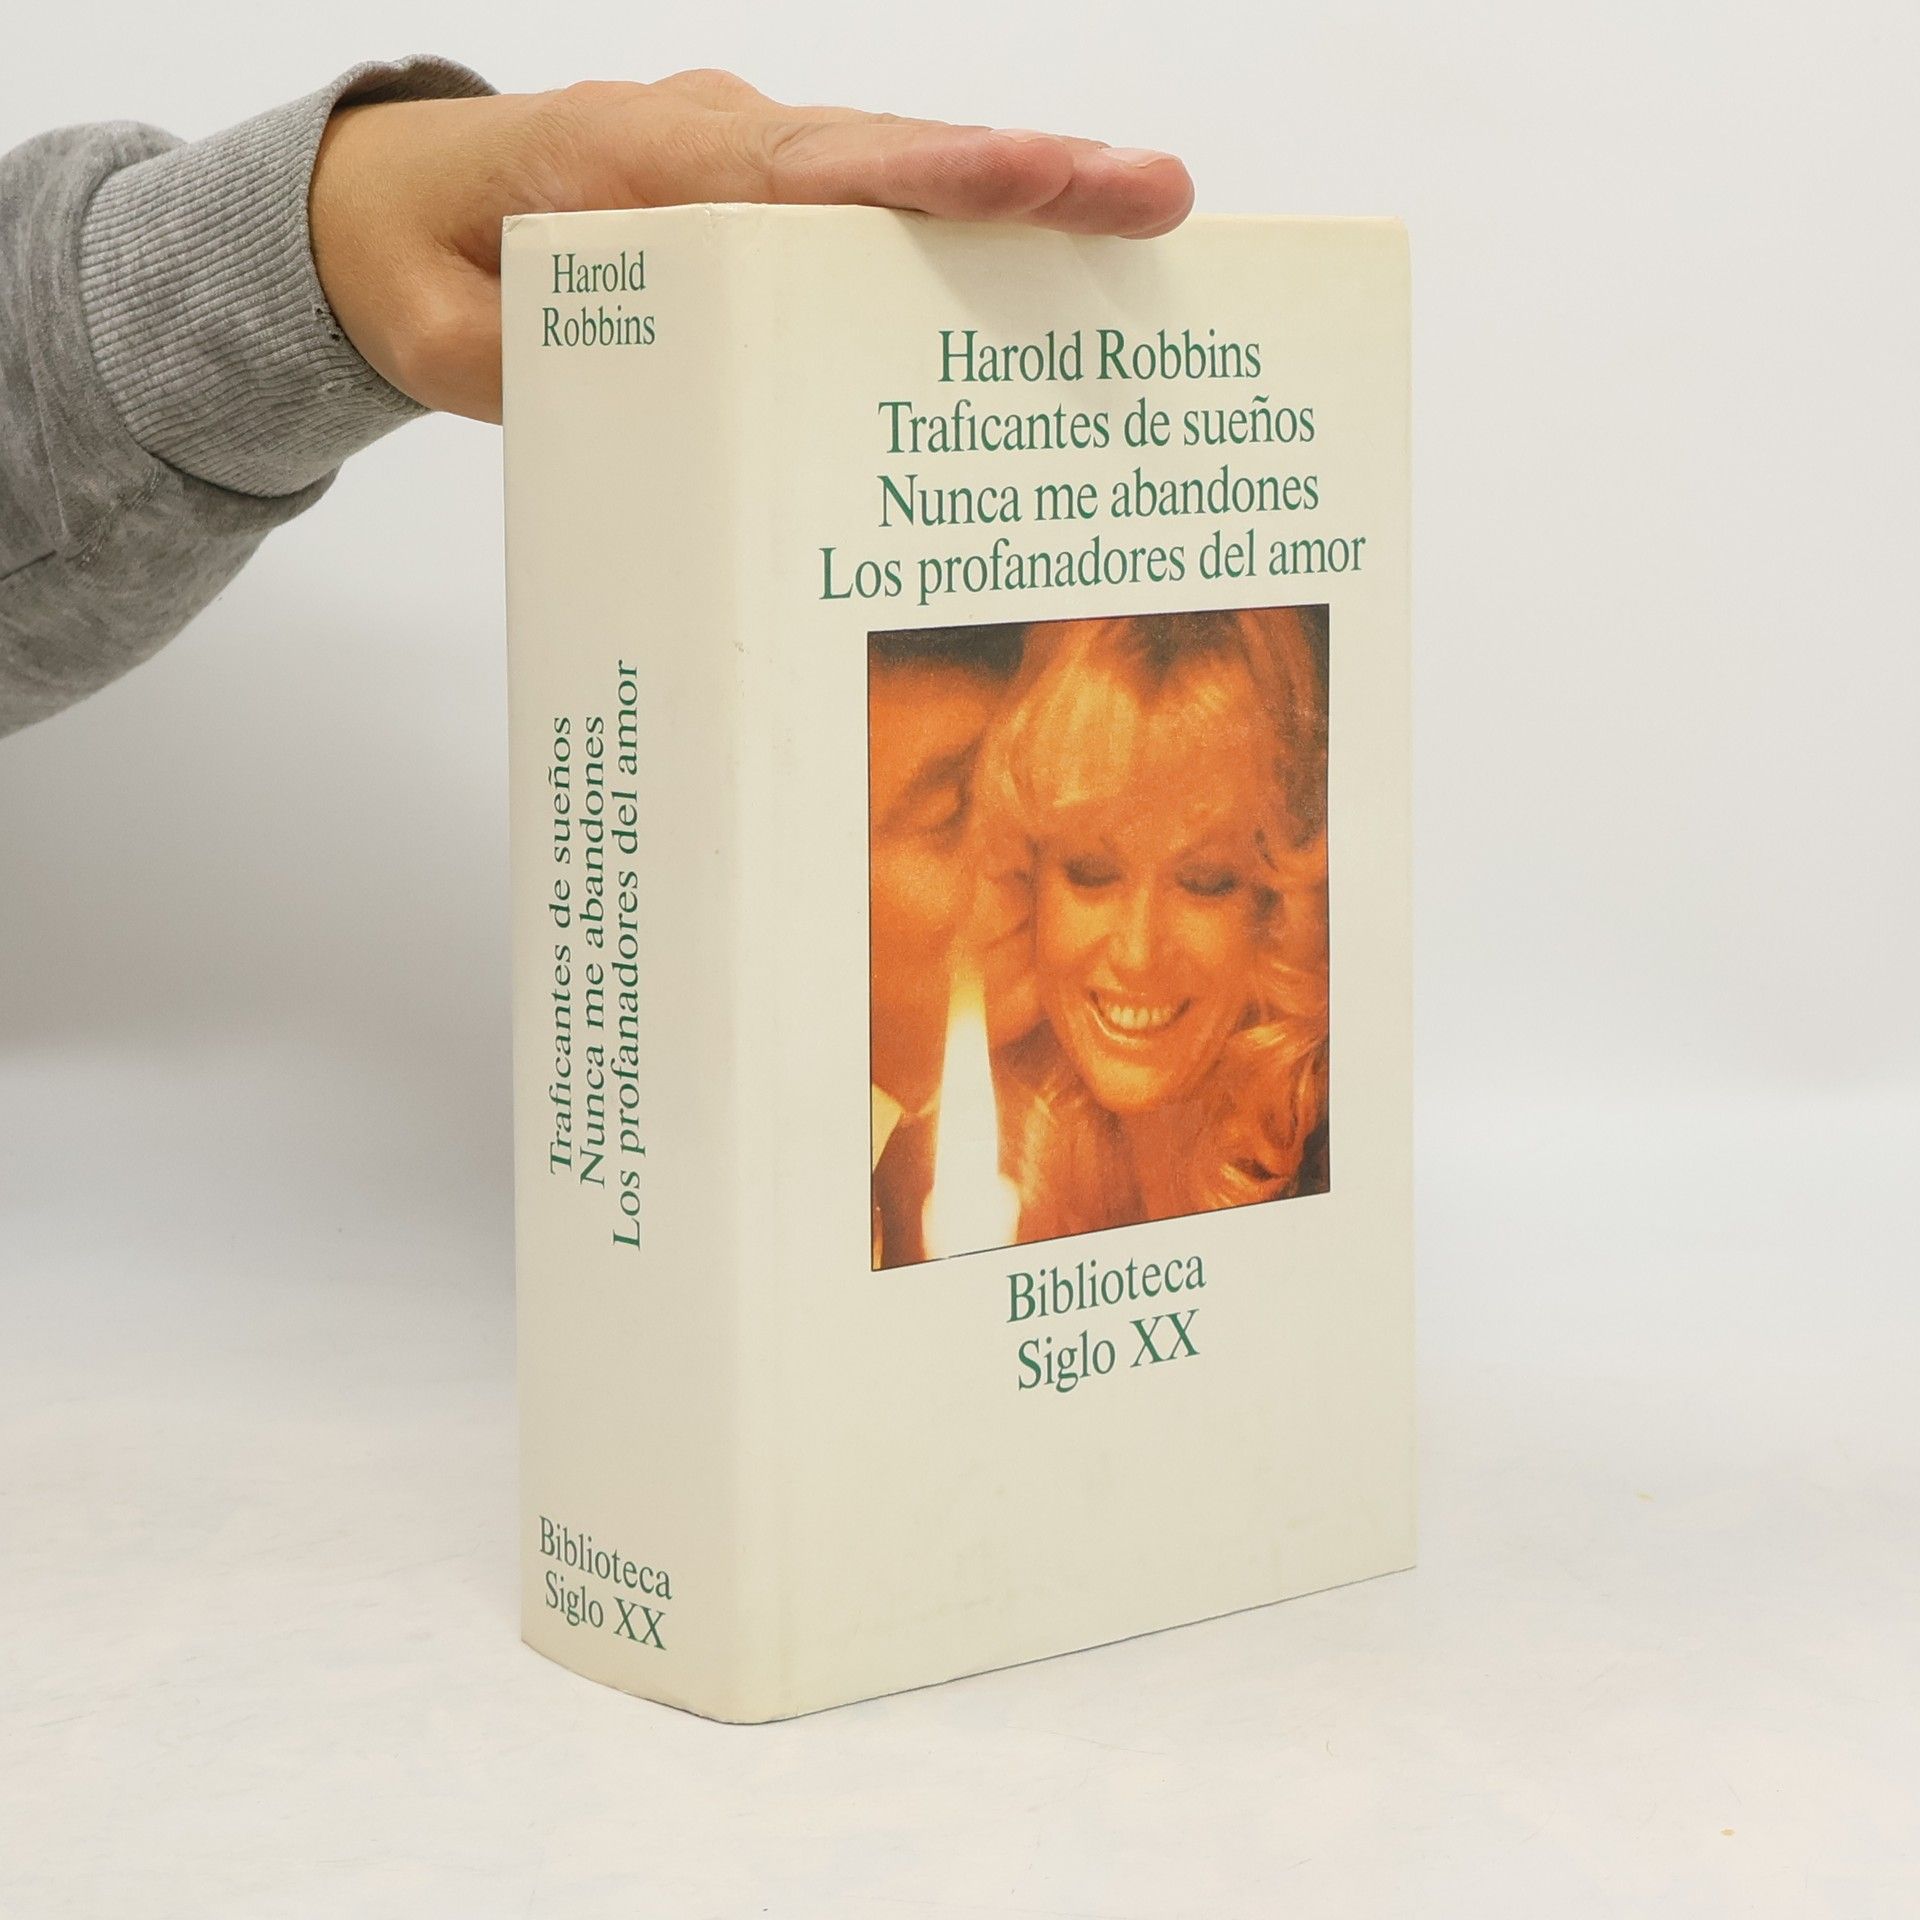 Harold
Robbins
Traficantes de sueños
Nunca me abandones
Los profanadores del amor
Biblioteca
Siglo XX
Harold Robbins
Traficantes de sueños
Nunca me abandones
Los profanadores del amor
Biblioteca
Siglo XX